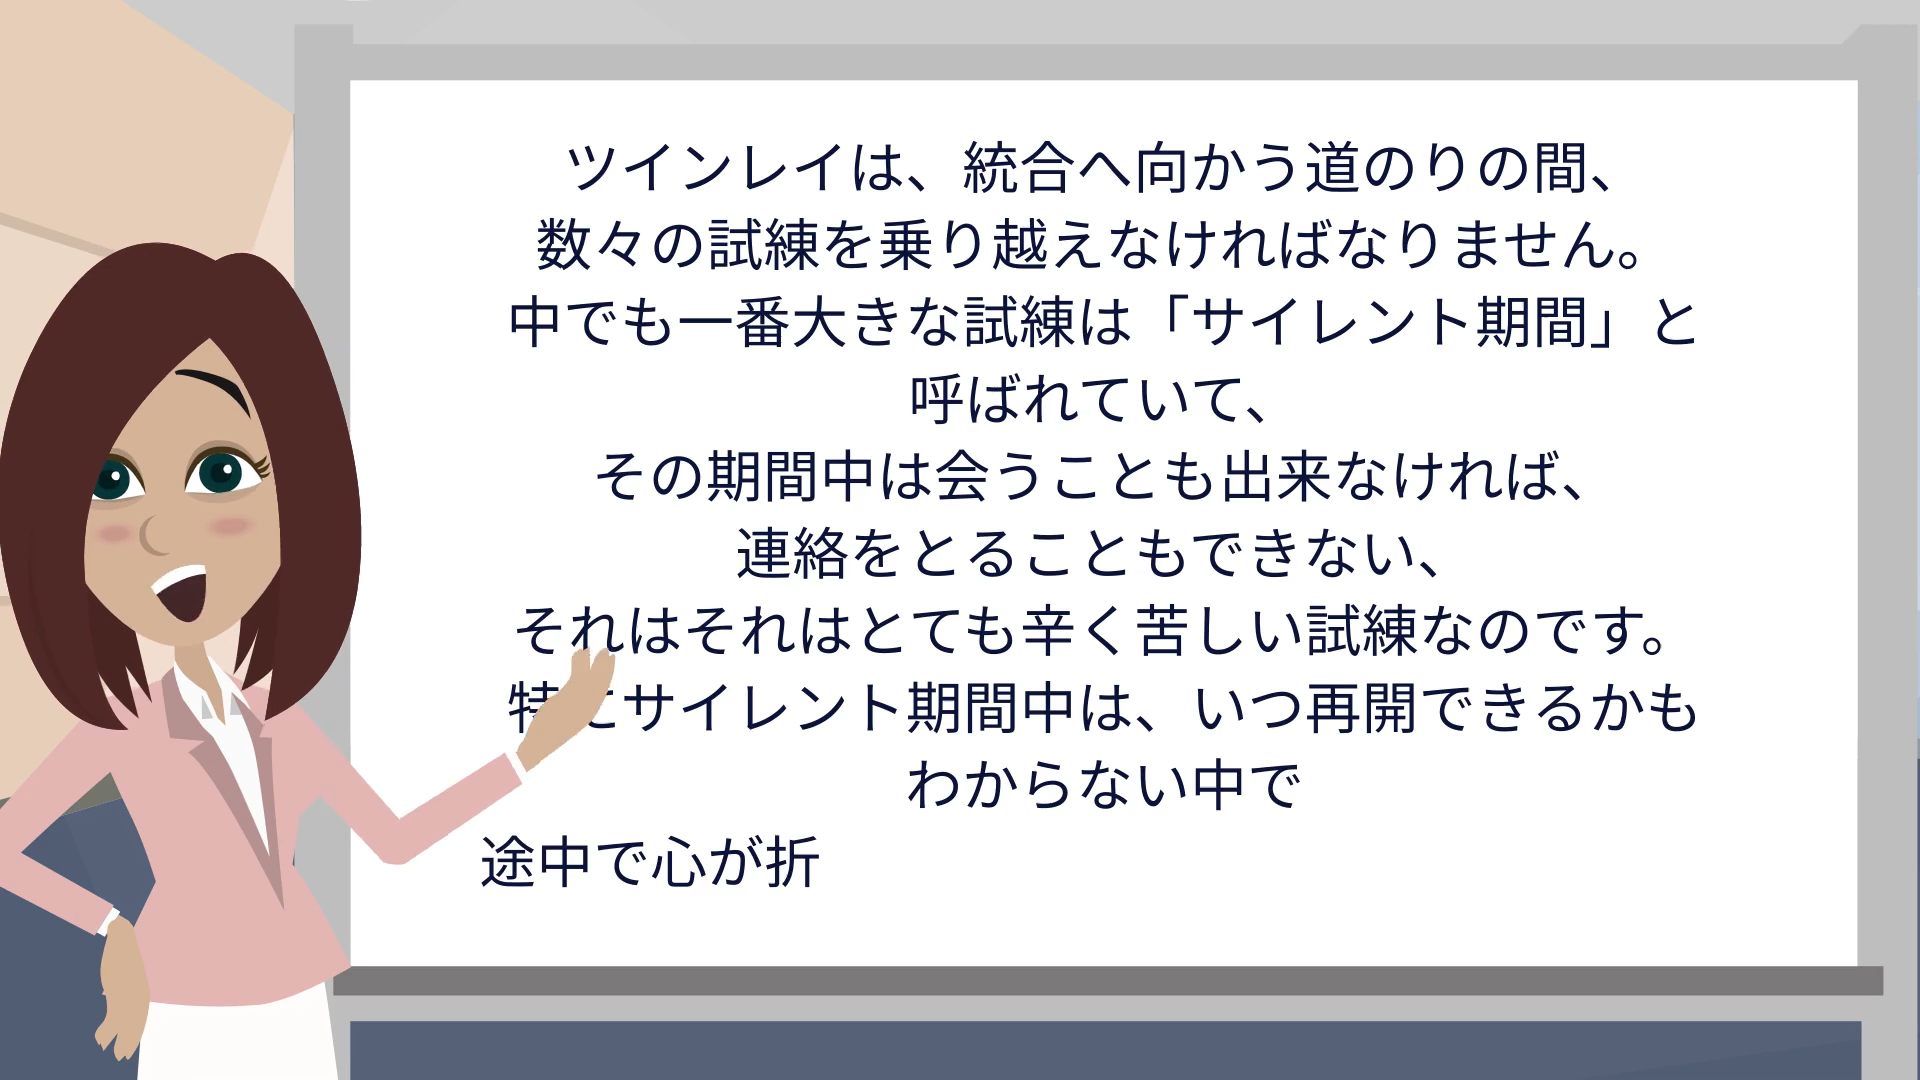 ツインレイは、統合へ向かう道のりの間、
数々の試練を乗り越えなければなりません。
中でも一番大きな試練は「サイレント期間」と
呼ばれていて、
その期間中は会うことも出来なければ、
連絡をとることもできない、
それはそれはとても辛く苦しい試練なのです。
特にサイレント期間中は、いつ再開できるかも
わからない中で
途中で心が折